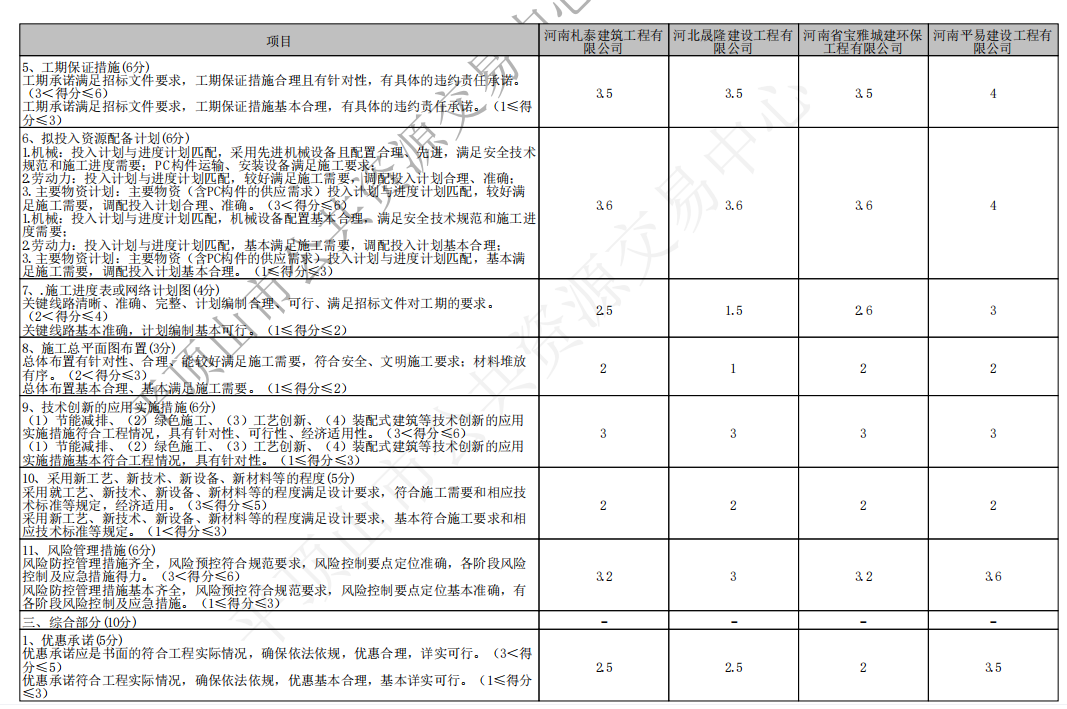 项目
河南札泰建筑工程有
限公司
河北晟隆建设工程有
限公司
河南省宝雅城建环保
工程有限公司
河南平易建设工程有
限公司
5、工期保证措施(6分)
工期承诺满足招标文件要求，工期保证措施合理且有针对性，有具体的违约责任承诺。
（3＜得分≤6）
工期承诺满足招标文件要求，工期保证措施基本合理，有具体的违约责任承诺。（1≤得
分≤3）
3.5
3.5
3.5
4
6、拟投入资源配备计划(6分)
1.机械：投入计划与进度计划匹配，采用先进机械设备且配置合理、先进，满足安全技术
规范和施工进度需要；PC构件运输、安装设备满足施工要求；
2.劳动力：投入计划与进度计划匹配，较好满足施工需要，调配投入计划合理、准确；
3.主要物资计划：主要物资（含PC构件的供应需求）投入计划与进度计划匹配，较好满
足施工需要，调配投入计划合理、准确。（3＜得分≤6）
1.机械：投入计划与进度计划匹配，机械设备配置基本合理，满足安全技术规范和施工进
度需要；
2.劳动力：投入计划与进度计划匹配，基本满足施工需要，调配投入计划基本合理；
3.主要物资计划：主要物资（含PC构件的供应需求）投入计划与进度计划匹配，基本满
足施工需要，调配投入计划基本合理。（1≤得分≤3）
3.6
3.6
3.6
4
7、.施工进度表或网络计划图(4分)
关键线路清晰、准确、完整、计划编制合理、可行、满足招标文件对工期的要求。
（2＜得分≤4）
关键线路基本准确，计划编制基本可行。（1≤得分≤2）
2.5
1.5
2.6
3
8、施工总平面图布置(3分)
总体布置有针对性、合理、能较好满足施工需要，符合安全、文明施工要求；材料堆放
有序。（2＜得分≤3）
总体布置基本合理、基本满足施工需要。（1≤得分≤2）
2
1
2
2
9、技术创新的应用实施措施(6分)
（1）节能减排、（2）绿色施工、（3）工艺创新、（4）装配式建筑等技术创新的应用
实施措施符合工程情况，具有针对性、可行性、经济适用性。（3＜得分≤6）
（1）节能减排、（2）绿色施工、（3）工艺创新、（4）装配式建筑等技术创新的应用
实施措施基本符合工程情况，具有针对性。（1≤得分≤3）
3
3
3
3
10、采用新工艺、新技术、新设备、新材料等的程度(5分)
采用就工艺、新技术、新设备、新材料等的程度满足设计要求，符合施工需要和相应技
术标准等规定，经济适用。（3≤得分≤5）
采用新工艺、新技术、新设备、新材料等的程度满足设计要求，基本符合施工要求和相
应技术标准等规定。（1＜得分≤3）
2
2
2
2
11、风险管理措施(6分)
风险防控管理措施齐全，风险预控符合规范要求，风险控制要点定位准确，各阶段风险
控制及应急措施得力。（3＜得分≤6）
风险防控管理措施基本齐全，风险预控符合规范要求，风险控制要点定位基本准确，有
各阶段风险控制及应急措施。（1≤得分≤3）
3.2
3
3.2
3.6
三、综合部分(10分)
－
－
－
－
1、优惠承诺(5分)
优惠承诺应是书面的符合工程实际情况，确保依法依规，优惠合理，详实可行。（3＜得
分≤5）
优惠承诺符合工程实际情况，确保依法依规，优惠基本合理，基本详实可行。（1≤得分
≤3）
2.5
2.5
2
3.5
平顶山市公共资源交易中心
平顶山市公共资源交易中心